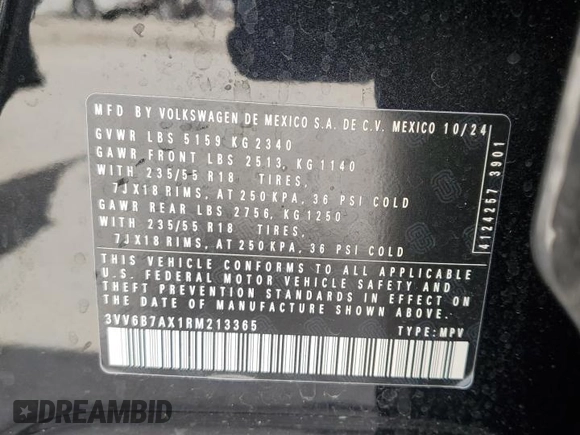 MFD BY VOLKSWAGEN DE MEXICO S.A. DE C.V. MEXICO 10/24
GVWR LBS 5159 KG 2340
GAWR FRONT LBS 2513, KG 1140
WITH 235/55 R18 TIRES,
7JX18 RIMS, AT 250 KPA, 36 PSI COLD
GAWR REAR LBS 2756, KG 1250
WITH 235/55 R18 TIRES,
7JX18 RIMS, AT 250 KPA, 36 PSI COLD
THIS VEHICLE CONFORMS TO ALL APPLICABLE
U.S. FEDERAL MOTOR VEHICLE SAFETY AND
THEFT PREVENTION STANDARDS IN EFFECT ON
THE DATE OF MANUFACTURE SHOWN ABOVE.
3VV6B7AX1RM213365 TYPE: MPV
4124257 3901
DREAMBID